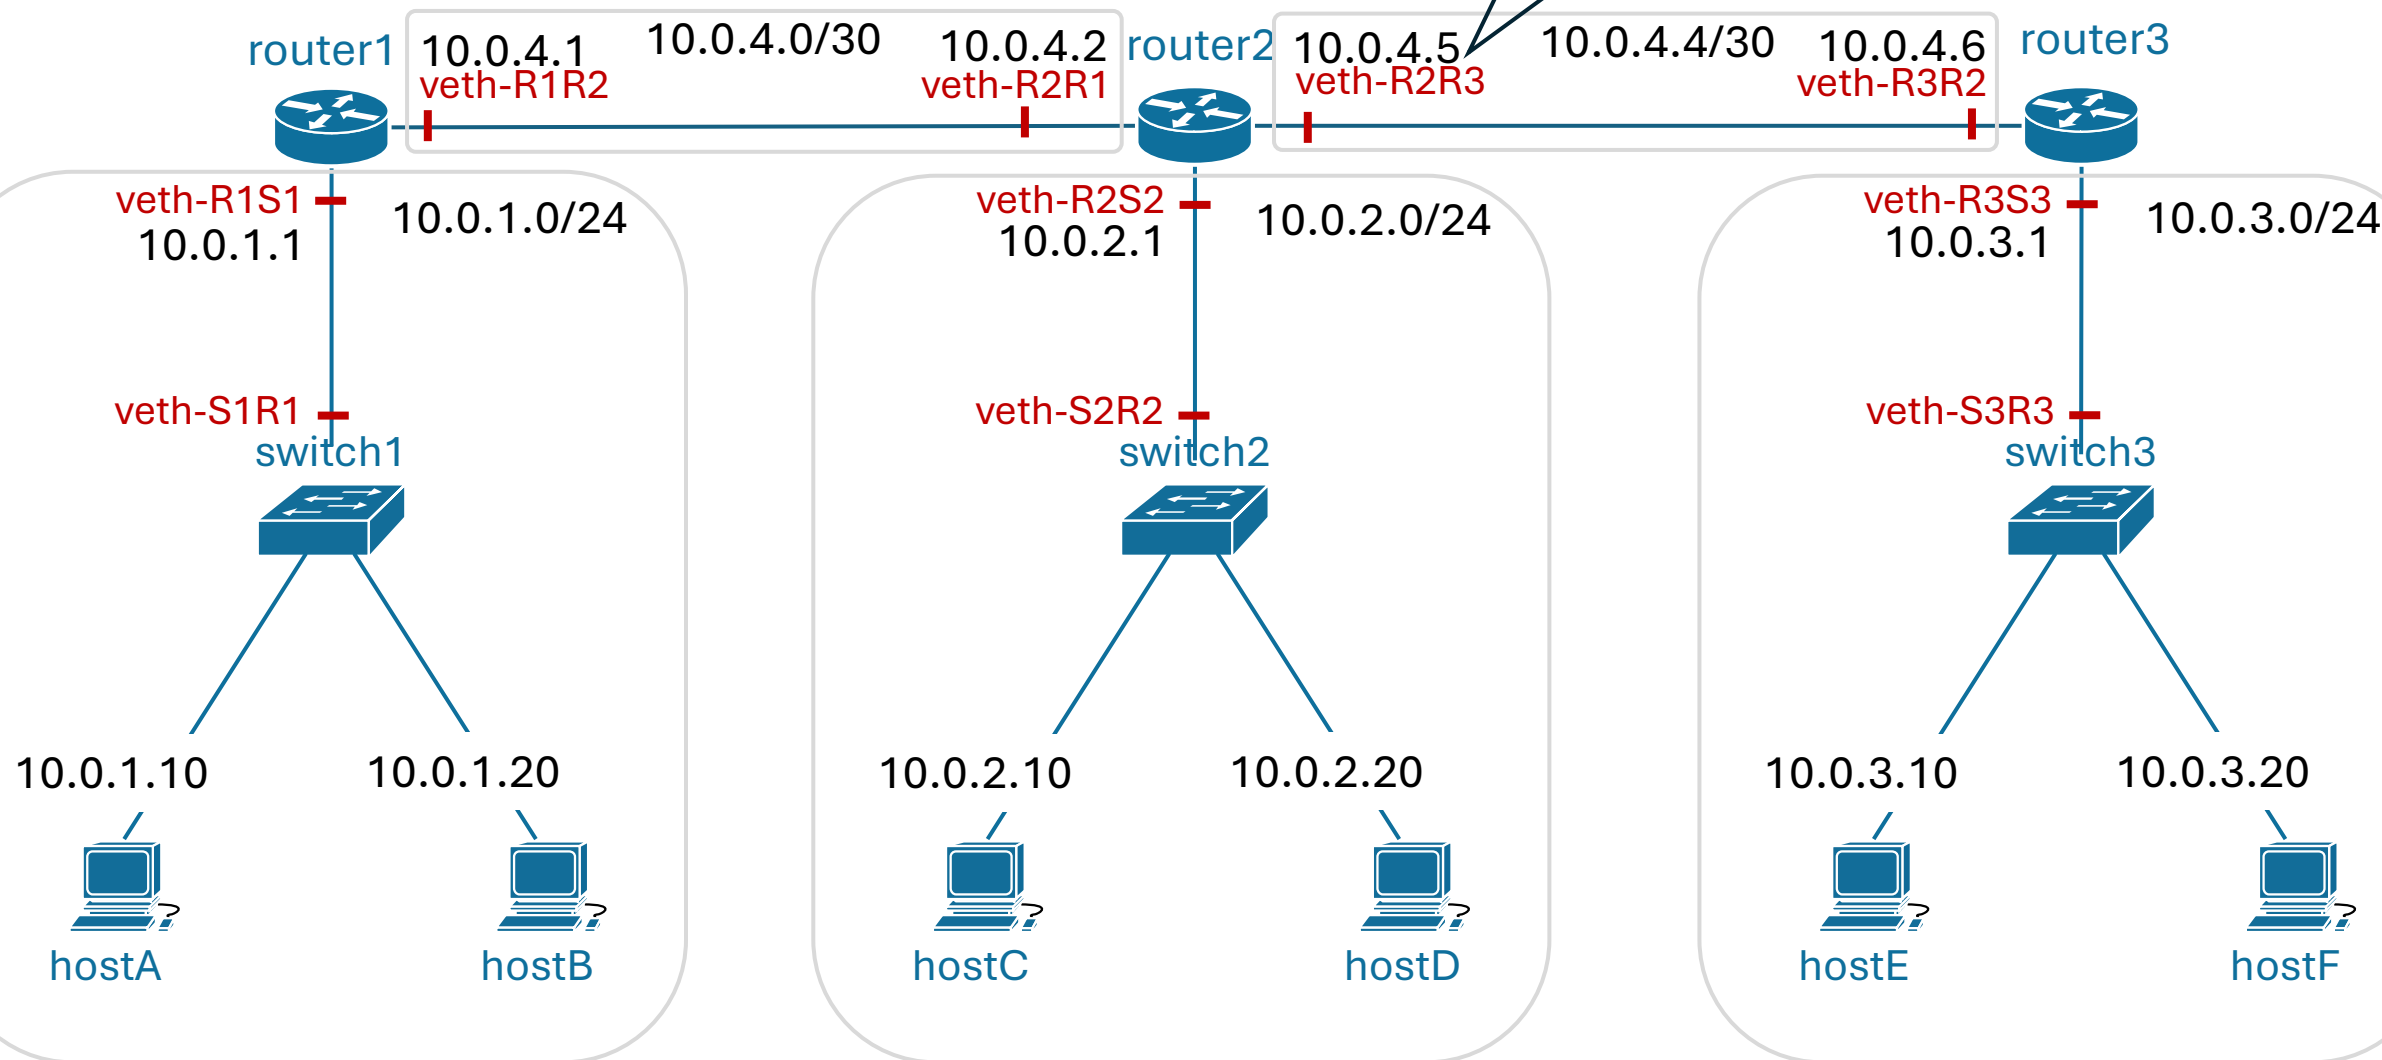 router1
10.0.4.1
veth-R1R2
10.0.4.0/30
10.0.4.2
veth-R2R1
router2
10.0.4.5
veth-R2R3
10.0.4.4/30
10.0.4.6
veth-R3R2
router3
veth-R1S1
10.0.1.1
10.0.1.0/24
veth-R2S2
10.0.2.1
10.0.2.0/24
veth-R3S3
10.0.3.1
10.0.3.0/24
veth-S1R1
switch1
veth-S2R2
switch2
veth-S3R3
switch3
10.0.1.10
10.0.1.20
10.0.2.10
10.0.2.20
10.0.3.10
10.0.3.20
hostA
hostB
hostC
hostD
hostE
hostF